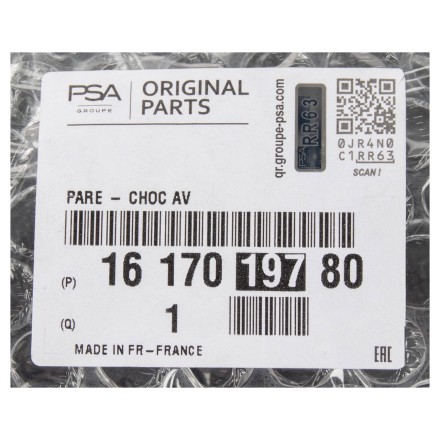 PSA
GROUPE
ORIGINAL
PARTS
qr.groupe-psa.com
PSA RR63
0JR4N0
C1RR63
SCAN !
PARE - CHOC AV
(P) 16 170 197 80
(Q) 1
MADE IN FR-FRANCE
EAC